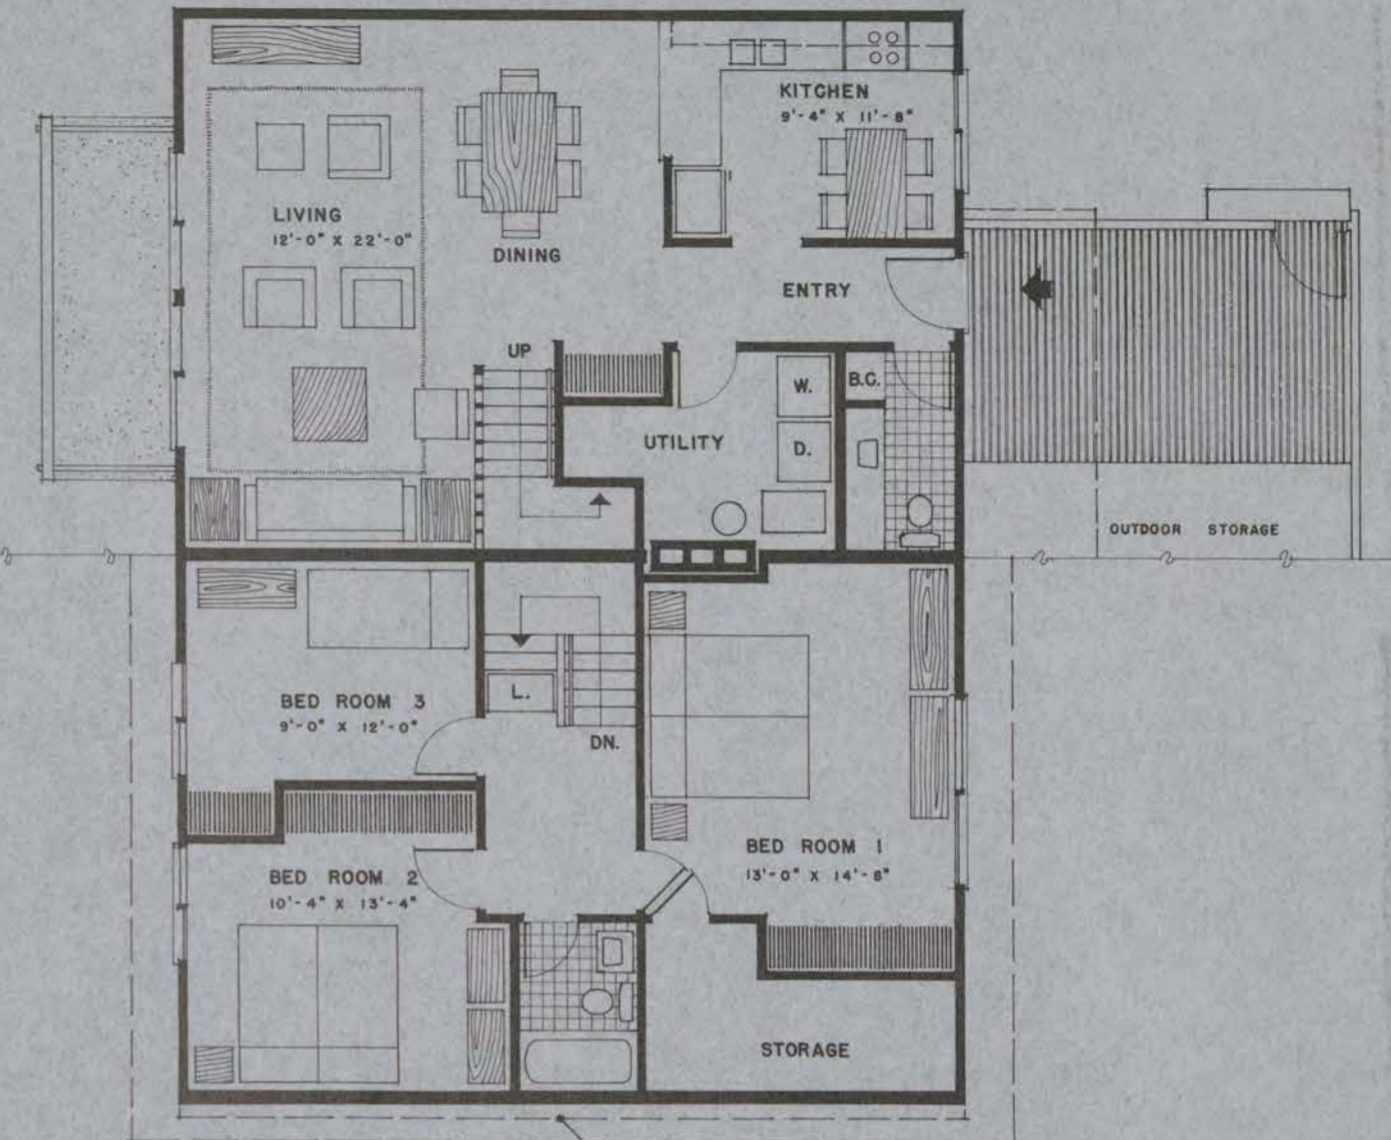 KITCHEN
9'-4" X 11'-8"
LIVING
12'-0" X 22'-0"
DINING
ENTRY
UP
W.
B.C.
UTILITY
D.
OUTDOOR STORAGE
BED ROOM 3
9'-0" X 12'-0"
L.
DN.
BED ROOM 1
13'-0" X 14'-8"
BED ROOM 2
10'-4" X 13'-4"
STORAGE